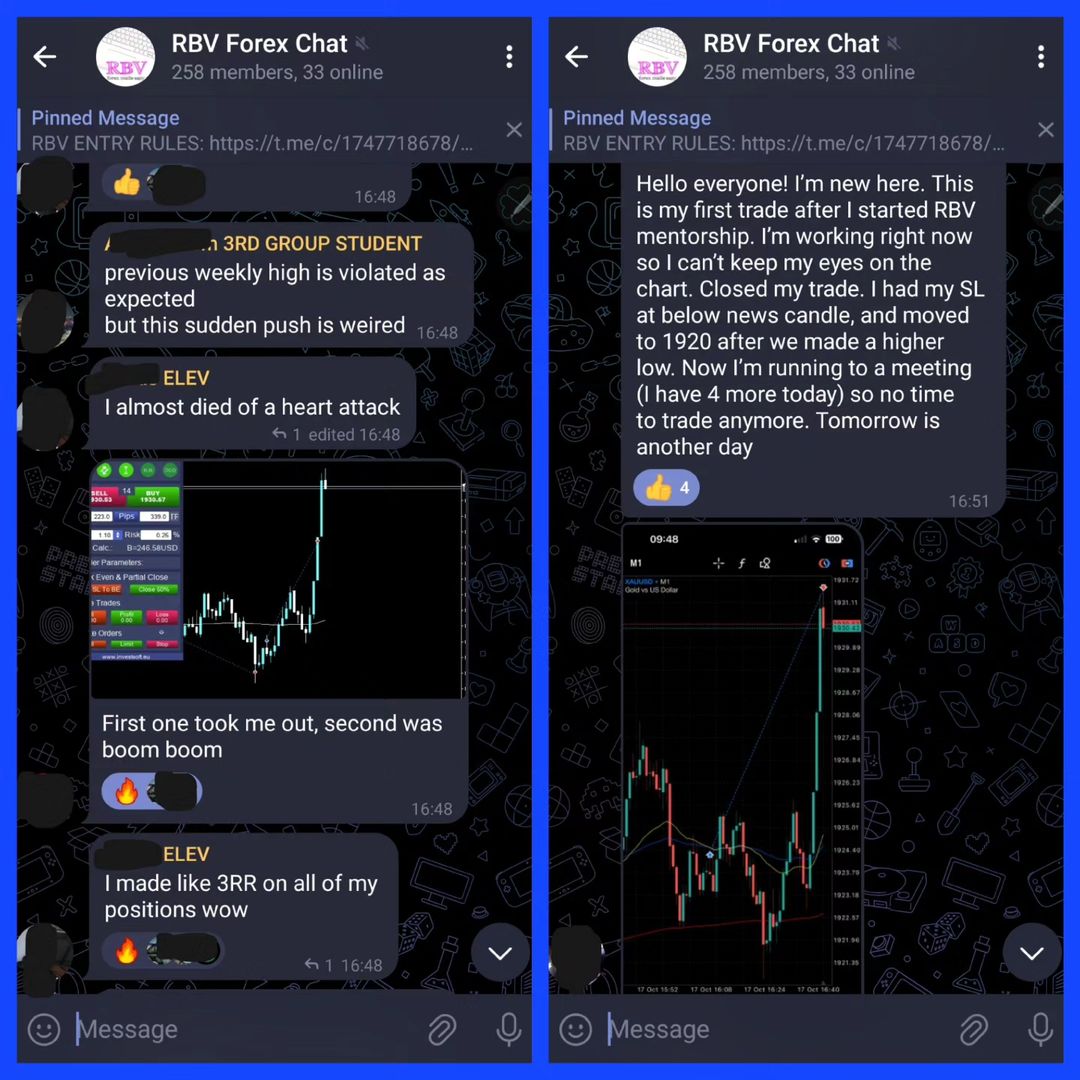 RBV Forex Chat
258 members, 33 online
Pinned Message
RBV ENTRY RULES: https://t.me/c/1747718678/...
RBV
16:48
3RD GROUP STUDENT
previous weekly high is violated as
expected
but this sudden push is weired 16:48
ELEV
I almost died of a heart attack
1 edited 16:48
SELL 14 BUY
930.53 1930.67
223.0 Pips 339.0 TF
1.10 Risk 0.26 %
Calc.: B=246.58USD
er Parameters:
k Even & Partial Close
SL To BE Close 50%
e Trades
Profit Loss
0.00 0.00
e Orders
Limit Stop
www.investsoft.eu
First one took me out, second was
boom boom
16:48
ELEV
I made like 3RR on all of my
positions wow
1 16:48
Message
RBV Forex Chat
258 members, 33 online
Pinned Message
RBV ENTRY RULES: https://t.me/c/1747718678/...
RBV
Hello everyone! I’m new here. This
is my first trade after I started RBV
mentorship. I’m working right now
so I can’t keep my eyes on the
chart. Closed my trade. I had my SL
at below news candle, and moved
to 1920 after we made a higher
low. Now I’m running to a meeting
(I have 4 more today) so no time
to trade anymore. Tomorrow is
another day
4
16:51
09:48 100
M1
XAUUSD • M1
Gold vs US Dollar
1931.72
1931.11
1930.43
1929.89
1929.28
1928.67
1928.06
1927.45
1926.84
1926.23
1925.62
1925.01
1924.40
1923.79
1923.18
1922.57
1921.96
1921.35
17 Oct 15:52 17 Oct 16:08 17 Oct 16:24 17 Oct 16:40
Message